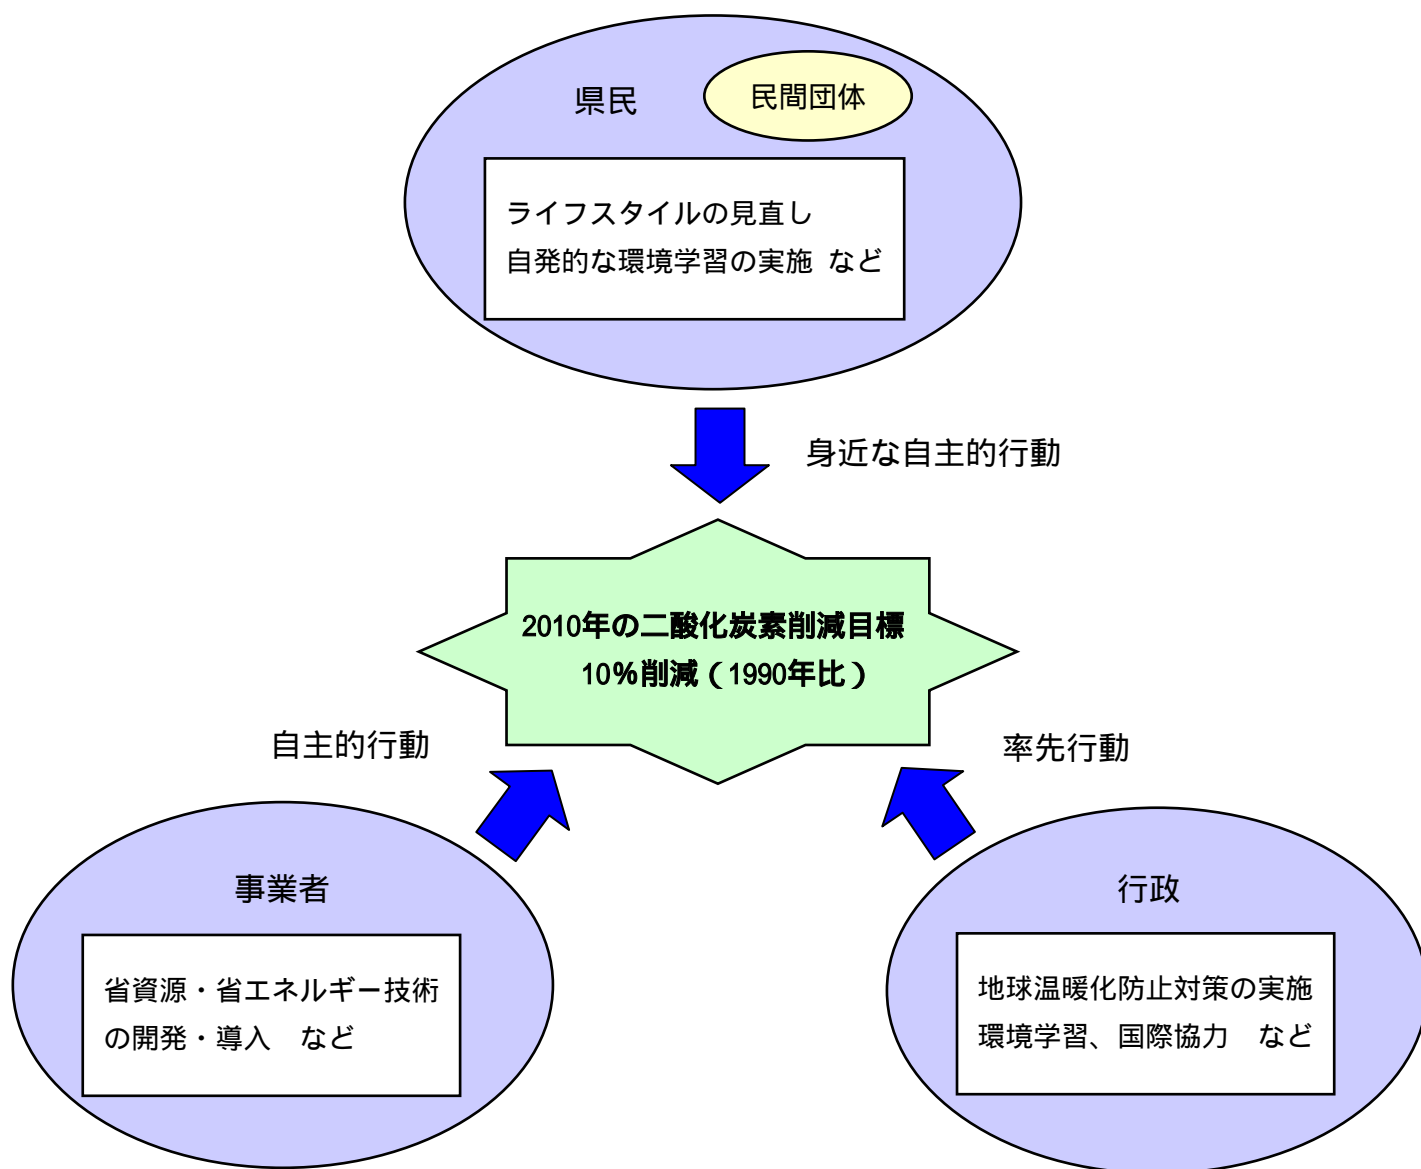 県民
民間団体
ライフスタイルの見直し
自発的な環境学習の実施 など
身近な自主的行動
2010年の二酸化炭素削減目標
10%削減（1990年比）
自主的行動
率先行動
事業者
省資源・省エネルギー技術
の開発・導入　など
行政
地球温暖化防止対策の実施
環境学習、国際協力　など